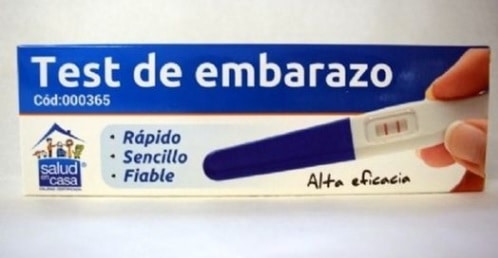 Test de embarazo
Cód:000365
• Rápido
• Sencillo
• Fiable
salud
en
casa
Alta eficacia